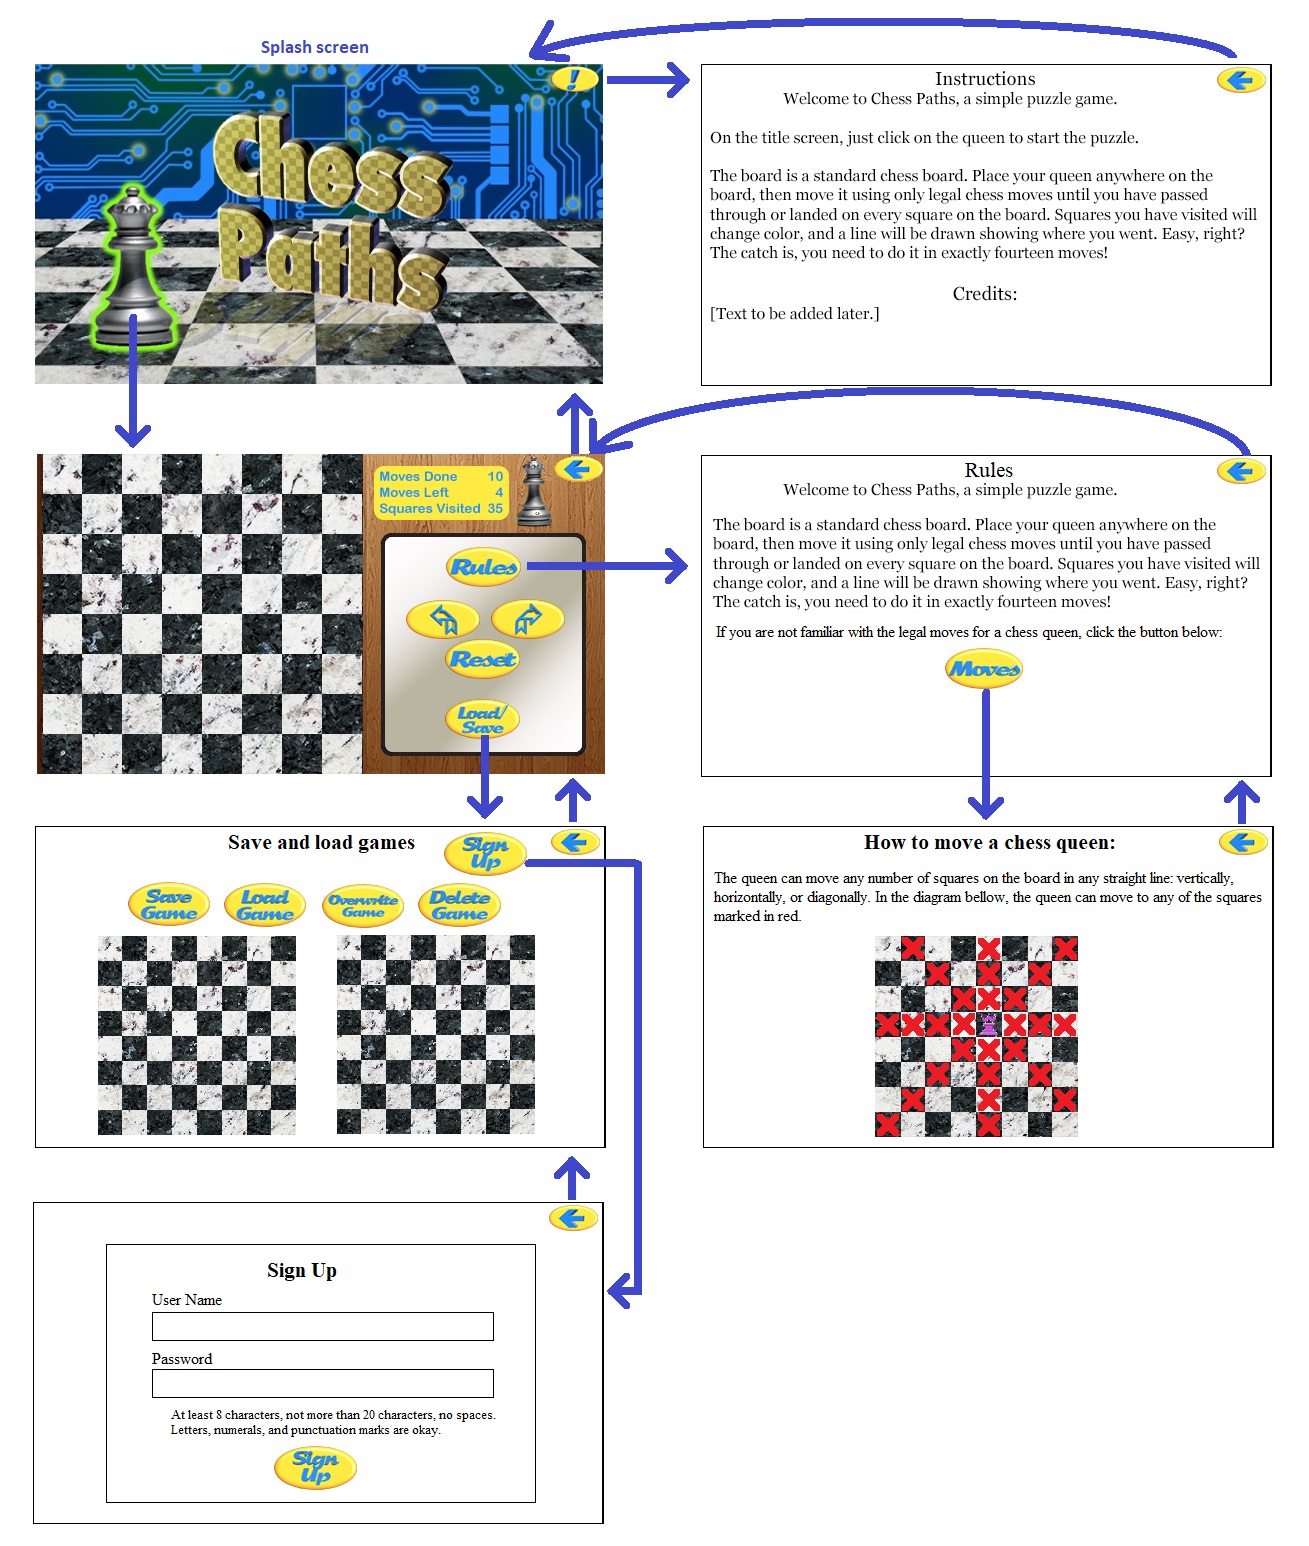 Splash screen
!
Chess
Paths
Instructions
Welcome to Chess Paths, a simple puzzle game.
On the title screen, just click on the queen to start the puzzle.
The board is a standard chess board. Place your queen anywhere on the
board, then move it using only legal chess moves until you have passed
through or landed on every square on the board. Squares you have visited will
change color, and a line will be drawn showing where you went. Easy, right?
The catch is, you need to do it in exactly fourteen moves!
Credits:
[Text to be added later.]
Moves Done 10
Moves Left 4
Squares Visited 35
Rules
Reset
Load/
Save
Rules
Welcome to Chess Paths, a simple puzzle game.
The board is a standard chess board. Place your queen anywhere on the
board, then move it using only legal chess moves until you have passed
through or landed on every square on the board. Squares you have visited will
change color, and a line will be drawn showing where you went. Easy, right?
The catch is, you need to do it in exactly fourteen moves!
If you are not familiar with the legal moves for a chess queen, click the button below:
Moves
Save and load games
Sign
Up
Save
Game
Load
Game
Overwrite
Game
Delete
Game
How to move a chess queen:
The queen can move any number of squares on the board in any straight line: vertically,
horizontally, or diagonally. In the diagram bellow, the queen can move to any of the squares
marked in red.
Sign Up
User Name
Password
At least 8 characters, not more than 20 characters, no spaces.
Letters, numerals, and punctuation marks are okay.
Sign
Up